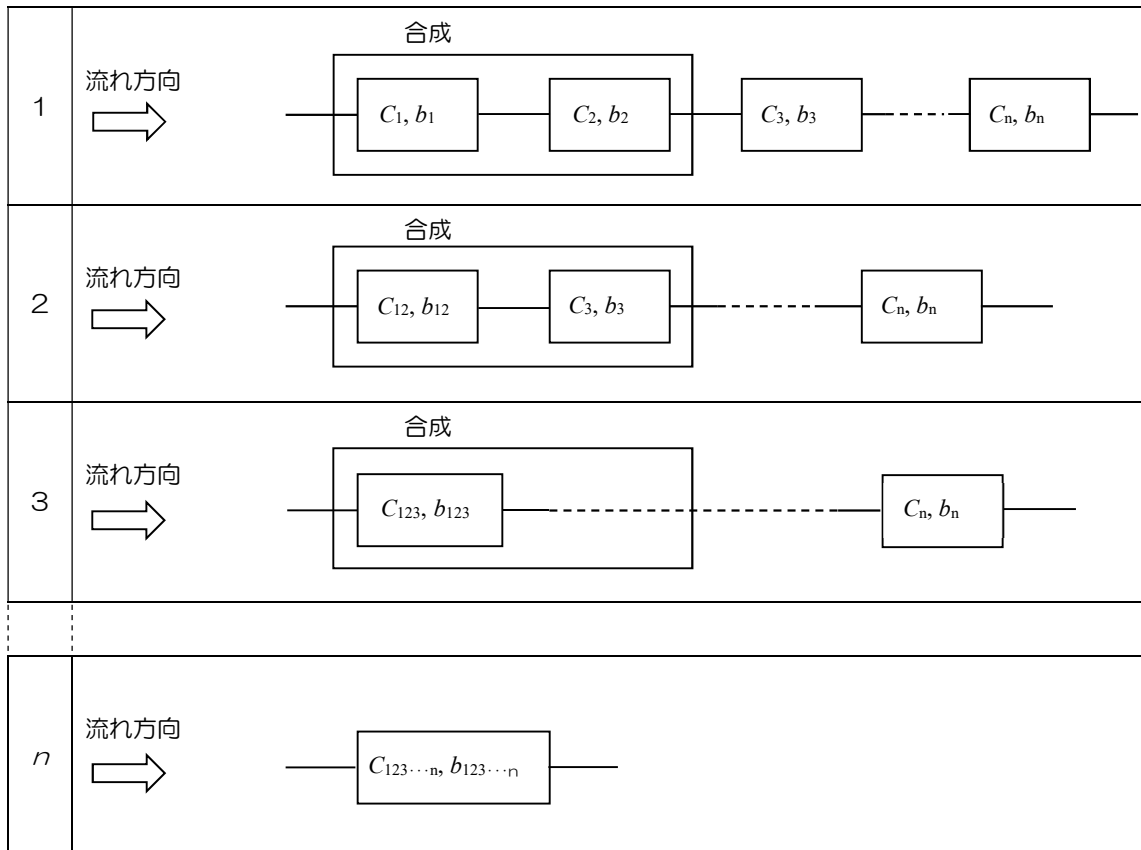 合成
1
流れ方向
C₁, b₁
C₂, b₂
C₃, b₃
Cₙ, bₙ
合成
2
流れ方向
C₁₂, b₁₂
C₃, b₃
Cₙ, bₙ
合成
3
流れ方向
C₁₂₃, b₁₂₃
Cₙ, bₙ
n
流れ方向
C₁₂₃···ₙ, b₁₂₃···ₙ